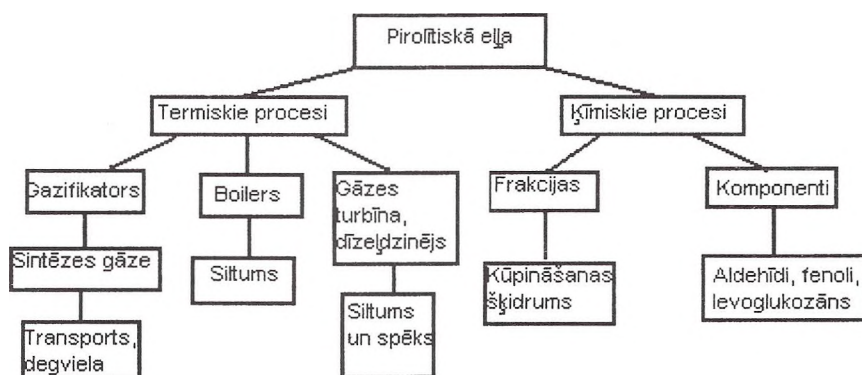 Pirolītiskā eļļa
Termiskie procesi
Ķīmiskie procesi
Gazifikators
Boilers
Gāzes
turbīna,
dīzeļdzinējs
Frakcijas
Komponenti
Sintēzes gāze
Siltums
Siltums
un spēks
Kūpināšanas
šķidrums
Aldehīdi, fenoli,
levoglukozāns
Transports,
degviela